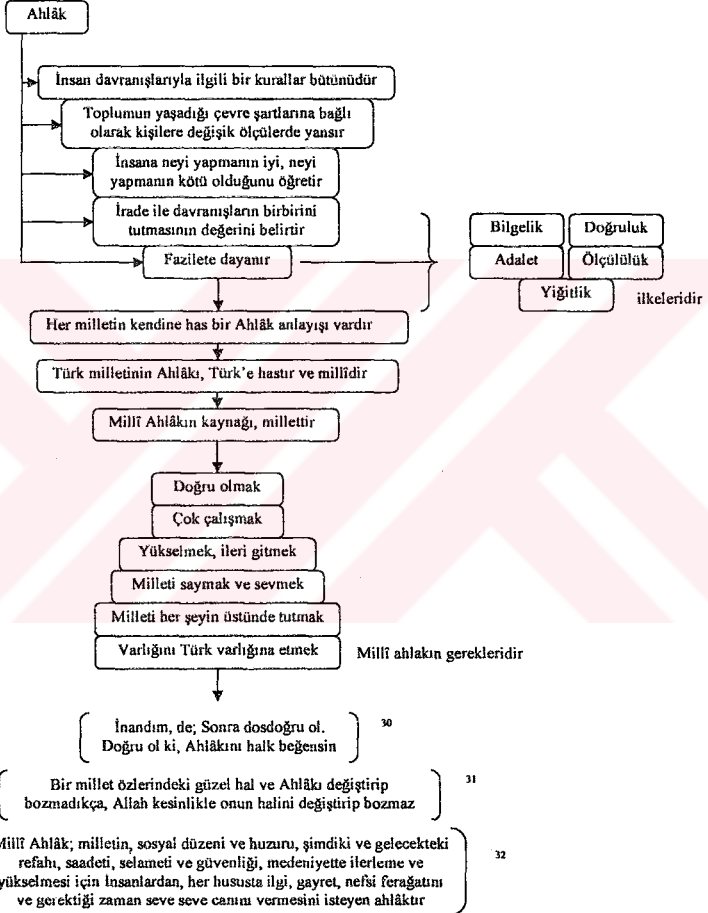 Ahlâk
İnsan davranışlarıyla ilgili bir kurallar bütünüdür
Toplumun yaşadığı çevre şartlarına bağlı
olarak kişilere değişik ölçülerde yansır
İnsana neyi yapmanın iyi, neyi
yapmanın kötü olduğunu öğretir
İrade ile davranışların birbirini
tutmasının değerini belirtir
Fazilete dayanır
Bilgelik
Doğruluk
Adalet
Ölçülülük
Yiğitlik
ilkeleridir
Her milletin kendine has bir Ahlâk anlayışı vardır
Türk milletinin Ahlâkı, Türk'e hastır ve millîdir
Millî Ahlâkın kaynağı, millettir
Doğru olmak
Çok çalışmak
Yükselmek, ileri gitmek
Milleti saymak ve sevmek
Milleti her şeyin üstünde tutmak
Varlığını Türk varlığına etmek
Millî ahlakın gerekleridir
İnandım, de; Sonra dosdoğru ol.
Doğru ol ki, Ahlâkını halk beğensin
30
Bir millet özlerindeki güzel hal ve Ahlâkı değiştirip
bozmadıkça, Allah kesinlikle onun halini değiştirip bozmaz
31
Millî Ahlâk; milletin, sosyal düzeni ve huzuru, şimdiki ve gelecekteki
refahı, saadeti, selameti ve güvenliği, medeniyette ilerleme ve
yükselmesi için İnsanlardan, her hususta ilgi, gayret, nefsi ferağatını
ve gerektiği zaman seve seve canını vermesini isteyen ahlâktır
32